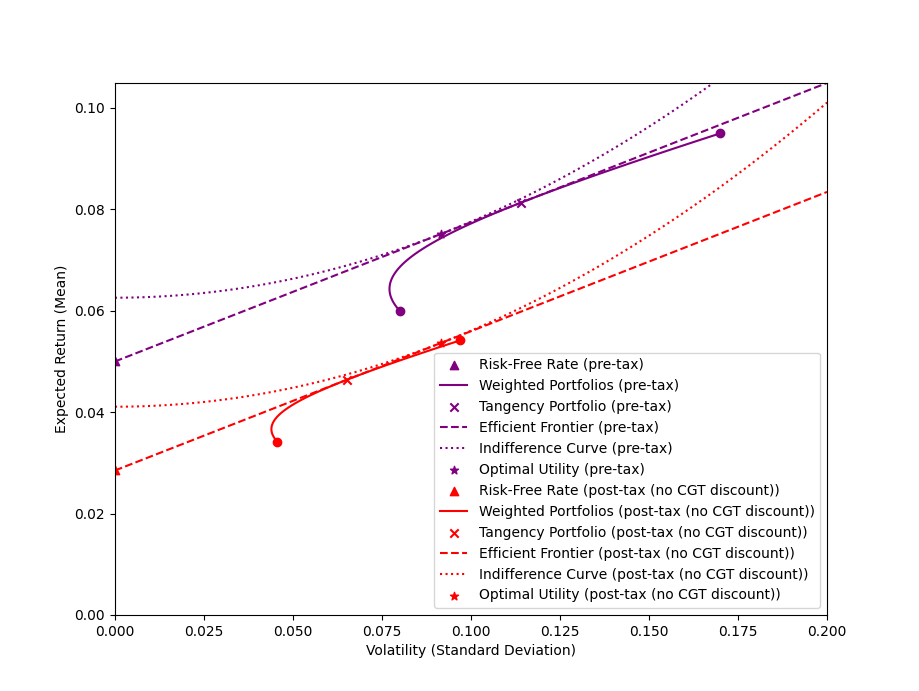 0.10
0.08
0.06
0.04
0.02
0.00
Expected Return (Mean)
Risk-Free Rate (pre-tax)
Weighted Portfolios (pre-tax)
Tangency Portfolio (pre-tax)
Efficient Frontier (pre-tax)
Indifference Curve (pre-tax)
Optimal Utility (pre-tax)
Risk-Free Rate (post-tax (no CGT discount))
Weighted Portfolios (post-tax (no CGT discount))
Tangency Portfolio (post-tax (no CGT discount))
Efficient Frontier (post-tax (no CGT discount))
Indifference Curve (post-tax (no CGT discount))
Optimal Utility (post-tax (no CGT discount))
0.000 0.025 0.050 0.075 0.100 0.125 0.150 0.175 0.200
Volatility (Standard Deviation)